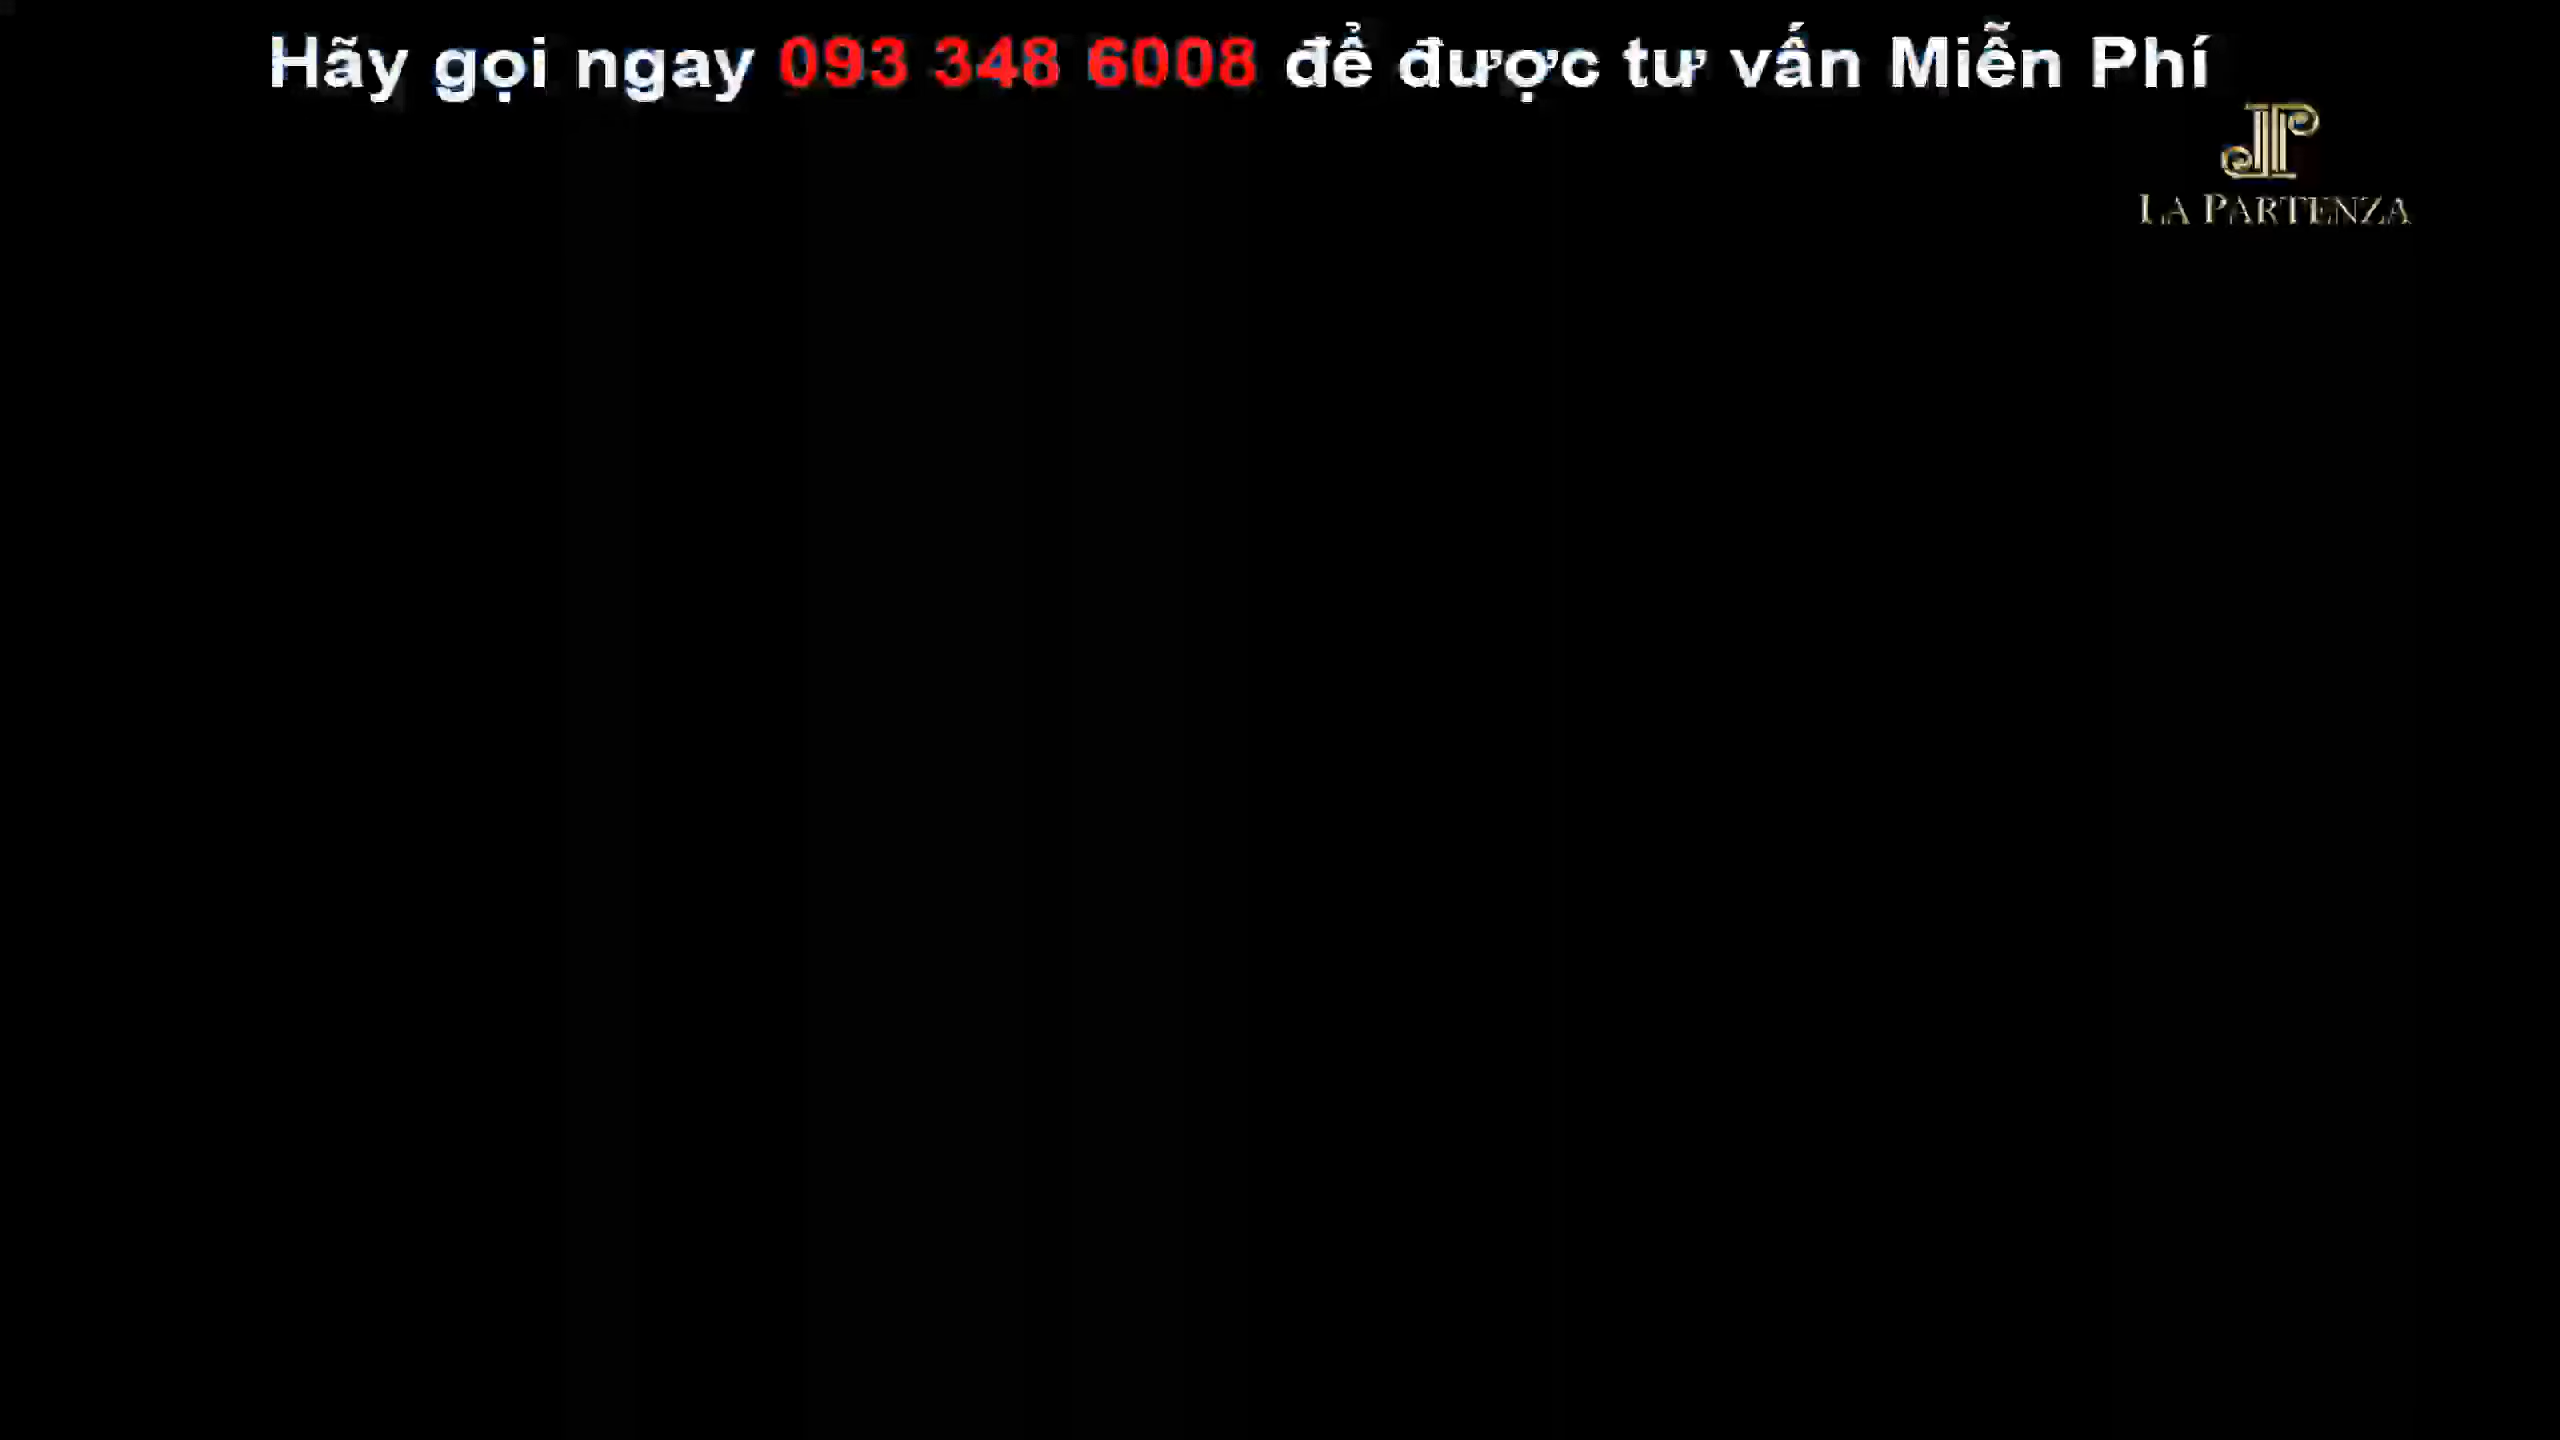 Hãy gọi ngay 093 348 6008 để được tư vấn Miễn Phí
LA PARTENZA